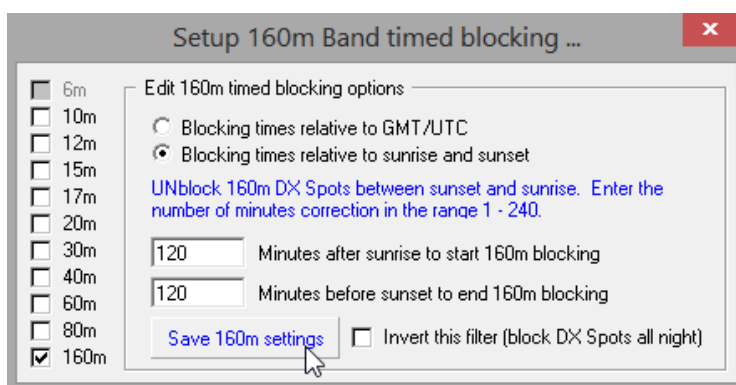 Setup 160m Band timed blocking ...
x
6m
10m
12m
15m
17m
20m
30m
40m
60m
80m
160m
Edit 160m timed blocking options
Blocking times relative to GMT/UTC
Blocking times relative to sunrise and sunset
UNblock 160m DX Spots between sunset and sunrise. Enter the
number of minutes correction in the range 1 - 240.
120 Minutes after sunrise to start 160m blocking
120 Minutes before sunset to end 160m blocking
Save 160m settings Invert this filter (block DX Spots all night)